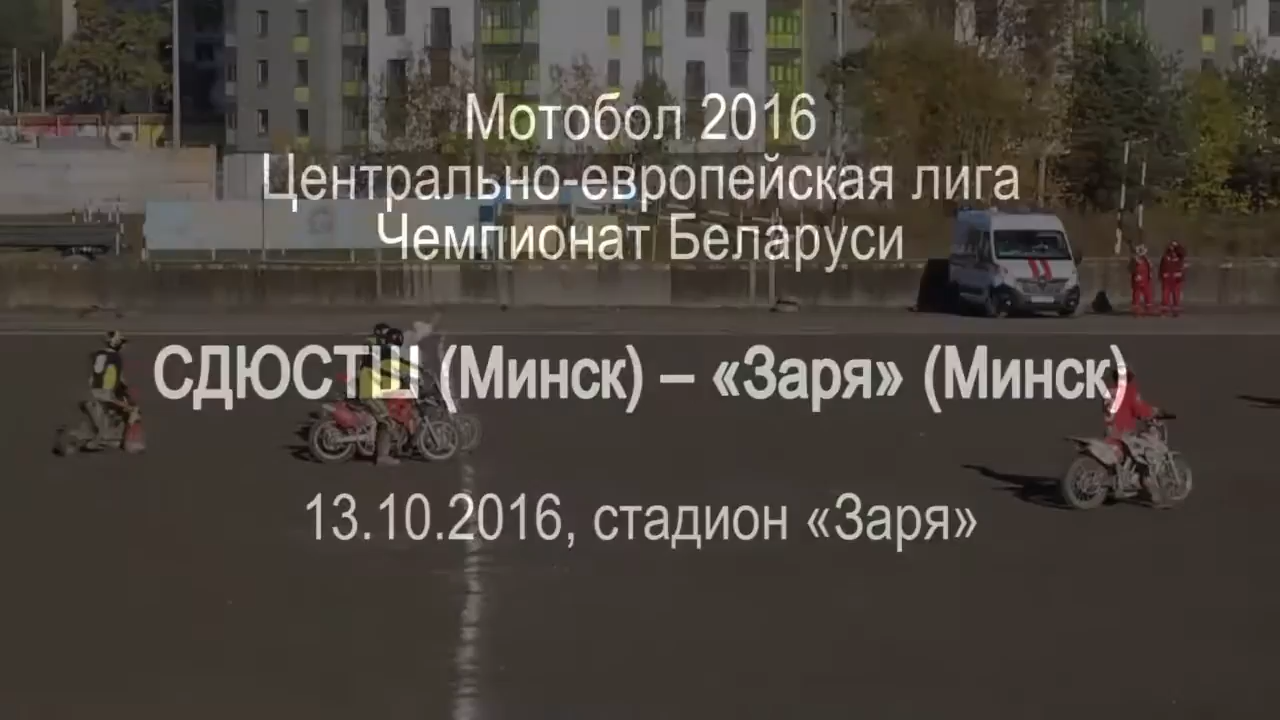 Мотобол 2016
Центрально-европейская лига
Чемпионат Беларуси
СДЮСТШ (Минск) – «Заря» (Минск)
13.10.2016, стадион «Заря»